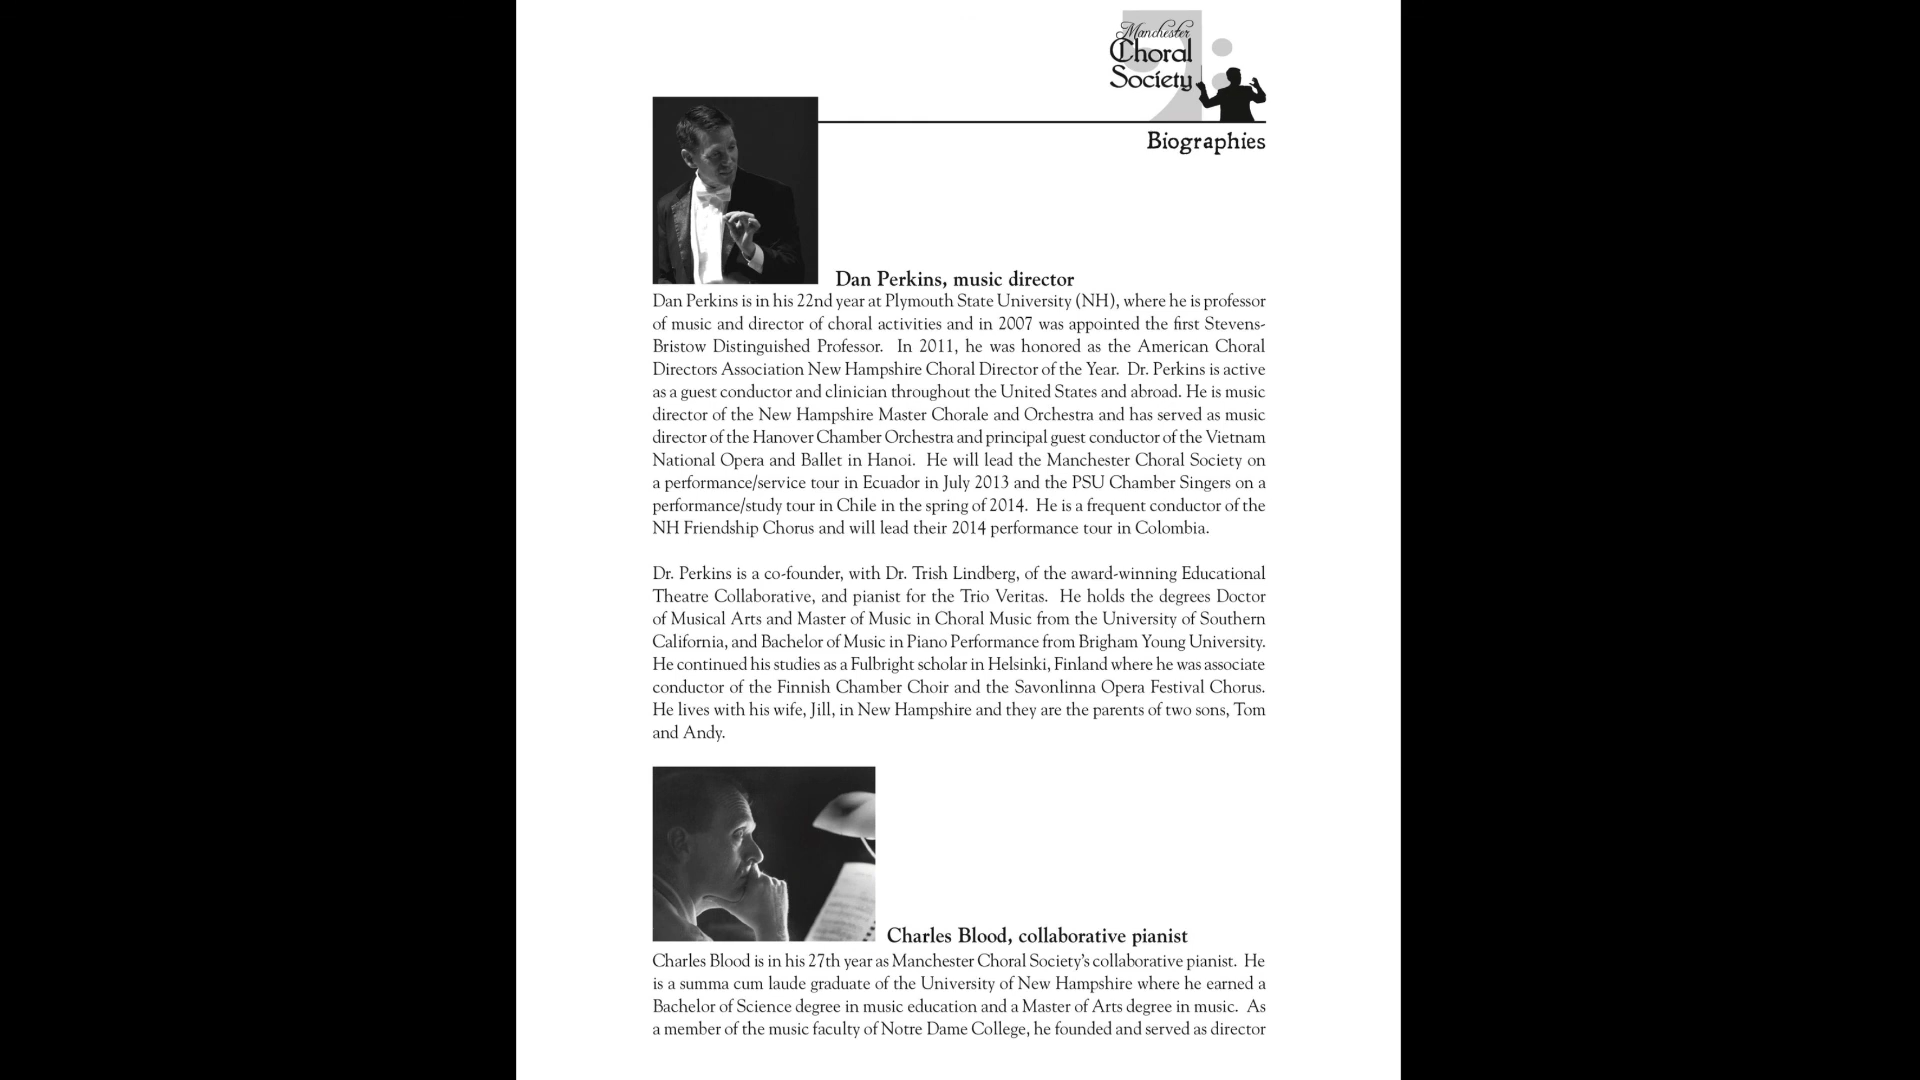 Manchester
Choral
Society
Biographies
Dan Perkins, music director
Dan Perkins is in his 22nd year at Plymouth State University (NH), where he is professor
of music and director of choral activities and in 2007 was appointed the first Stevens-
Bristow Distinguished Professor.  In 2011, he was honored as the American Choral
Directors Association New Hampshire Choral Director of the Year.  Dr. Perkins is active
as a guest conductor and clinician throughout the United States and abroad. He is music
director of the New Hampshire Master Chorale and Orchestra and has served as music
director of the Hanover Chamber Orchestra and principal guest conductor of the Vietnam
National Opera and Ballet in Hanoi.  He will lead the Manchester Choral Society on
a performance/service tour in Ecuador in July 2013 and the PSU Chamber Singers on a
performance/study tour in Chile in the spring of 2014.  He is a frequent conductor of the
NH Friendship Chorus and will lead their 2014 performance tour in Colombia.
Dr. Perkins is a co-founder, with Dr. Trish Lindberg, of the award-winning Educational
Theatre Collaborative, and pianist for the Trio Veritas.  He holds the degrees Doctor
of Musical Arts and Master of Music in Choral Music from the University of Southern
California, and Bachelor of Music in Piano Performance from Brigham Young University.
He continued his studies as a Fulbright scholar in Helsinki, Finland where he was associate
conductor of the Finnish Chamber Choir and the Savonlinna Opera Festival Chorus.
He lives with his wife, Jill, in New Hampshire and they are the parents of two sons, Tom
and Andy.
Charles Blood, collaborative pianist
Charles Blood is in his 27th year as Manchester Choral Society's collaborative pianist.  He
is a summa cum laude graduate of the University of New Hampshire where he earned a
Bachelor of Science degree in music education and a Master of Arts degree in music.  As
a member of the music faculty of Notre Dame College, he founded and served as director